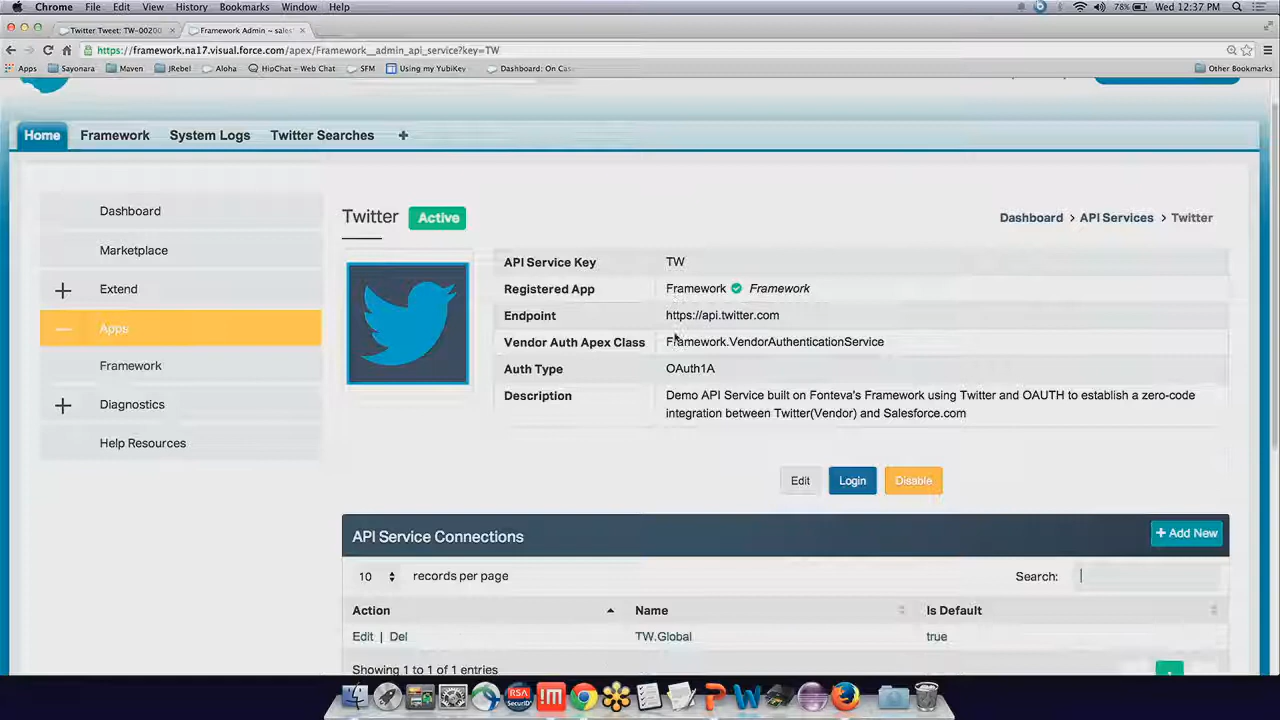 Chrome File Edit View History Bookmarks Window Help
78% Wed 12:37 PM
Twitter Tweet: TW-00200
Framework Admin ~ sales
https://framework.na17.visual.force.com/apex/Framework__admin_api_service?key=TW
Apps Sayonara Maven JRebel Aloha HipChat - Web Chat SFM Using my YubiKey Dashboard: On Cas Other Bookmarks
Home Framework System Logs Twitter Searches +
Dashboard
Marketplace
Extend
Apps
Framework
Diagnostics
Help Resources
Twitter Active
Dashboard > API Services > Twitter
API Service Key TW
Registered App Framework Framework
Endpoint https://api.twitter.com
Vendor Auth Apex Class Framework.VendorAuthenticationService
Auth Type OAuth1A
Description Demo API Service built on Fonteva's Framework using Twitter and OAUTH to establish a zero-code
integration between Twitter(Vendor) and Salesforce.com
Edit Login Disable
API Service Connections + Add New
10 records per page Search:
Action Name Is Default
Edit | Del TW.Global true
Showing 1 to 1 of 1 entries
RSA
SecurID